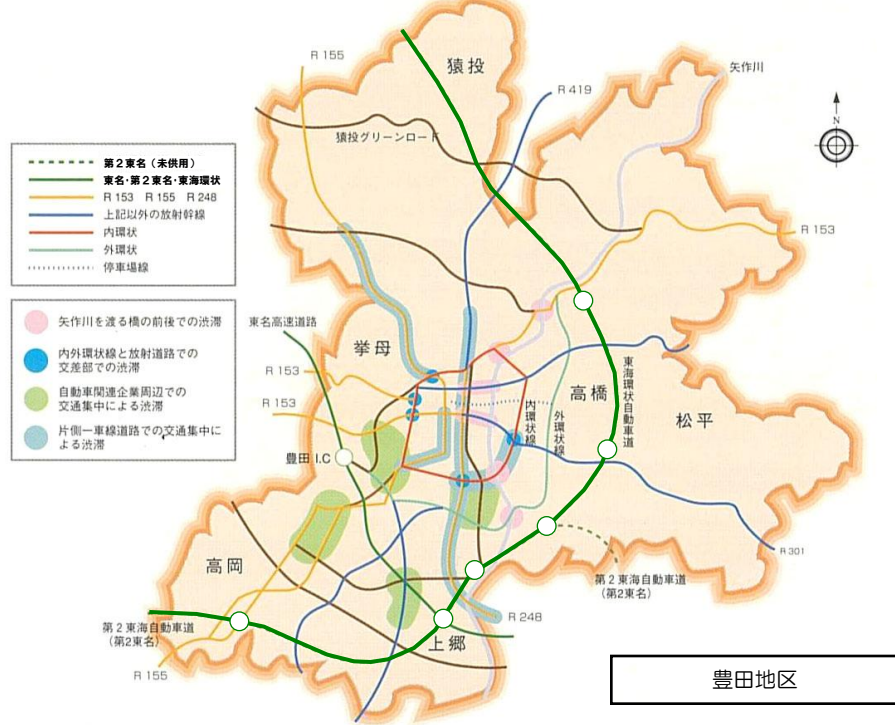 R 155
猿投
R 419
矢作川
N
猿投グリーンロード
第２東名（未供用）
東名・第２東名・東海環状
R 153 R 155 R 248
上記以外の放射幹線
内環状
外環状
停車場線
R 153
矢作川を渡る橋の前後での渋滞
内外環状線と放射道路での
交差部での渋滞
自動車関連企業周辺での
交通集中による渋滞
片側一車線道路での交通集中に
よる渋滞
東名高速道路
挙母
R 153
R 153
高橋
東海環状自動車道
松平
内環状線
外環状線
豊田 I.C
R 301
高岡
第２東海自動車道
（第2東名）
R 248
第２東海自動車道
（第2東名）
上郷
R 155
豊田地区